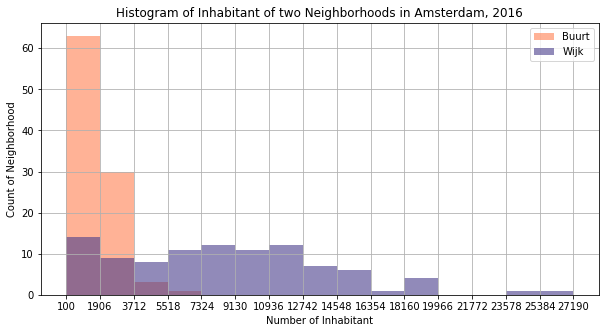 Histogram of Inhabitant of two Neighborhoods in Amsterdam, 2016
Buurt
Wijk
Count of Neighborhood
60
50
40
30
20
10
0
100 1906 3712 5518 7324 9130 10936 12742 14548 16354 18160 19966 21772 23578 25384 27190
Number of Inhabitant